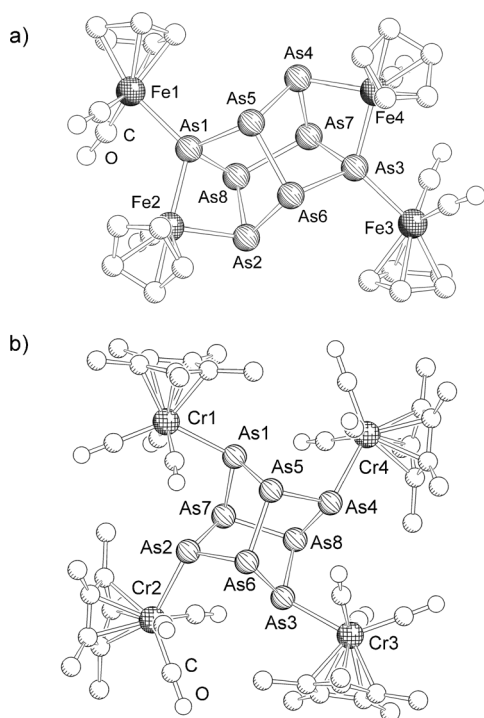 a)
As4
Fe1
As5
Fe4
C
As1
As7
O
As3
As8
Fe2
As6
Fe3
As2
b)
Cr1
As1
As5
Cr4
As7
As4
As2
As8
Cr2
As6
As3
C
Cr3
O